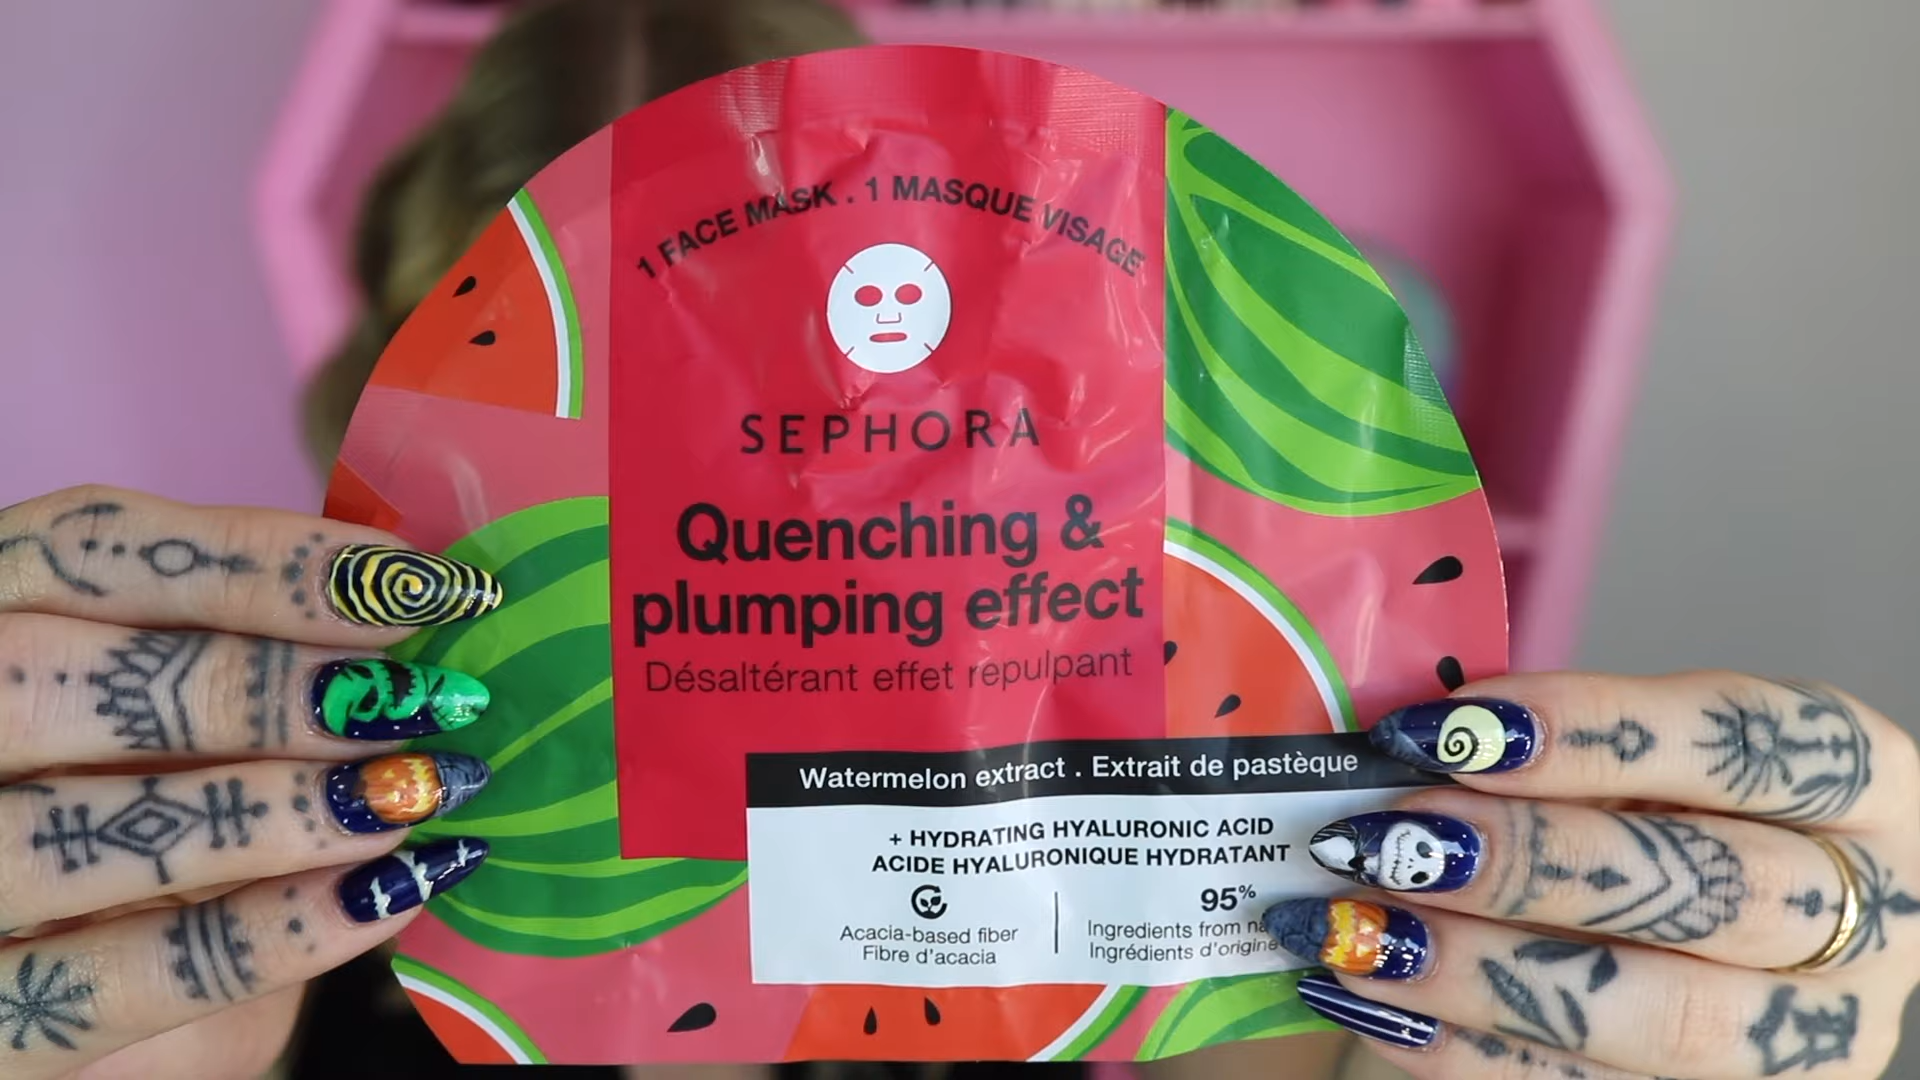 1 FACE MASK . 1 MASQUE VISAGE
SEPHORA
Quenching &
plumping effect
Désaltérant effet repulpant
Watermelon extract . Extrait de pastèque
+ HYDRATING HYALURONIC ACID
ACIDE HYALURONIQUE HYDRATANT
Acacia-based fiber
Fibre d'acacia
95%
Ingredients from
Ingrédients d'origine